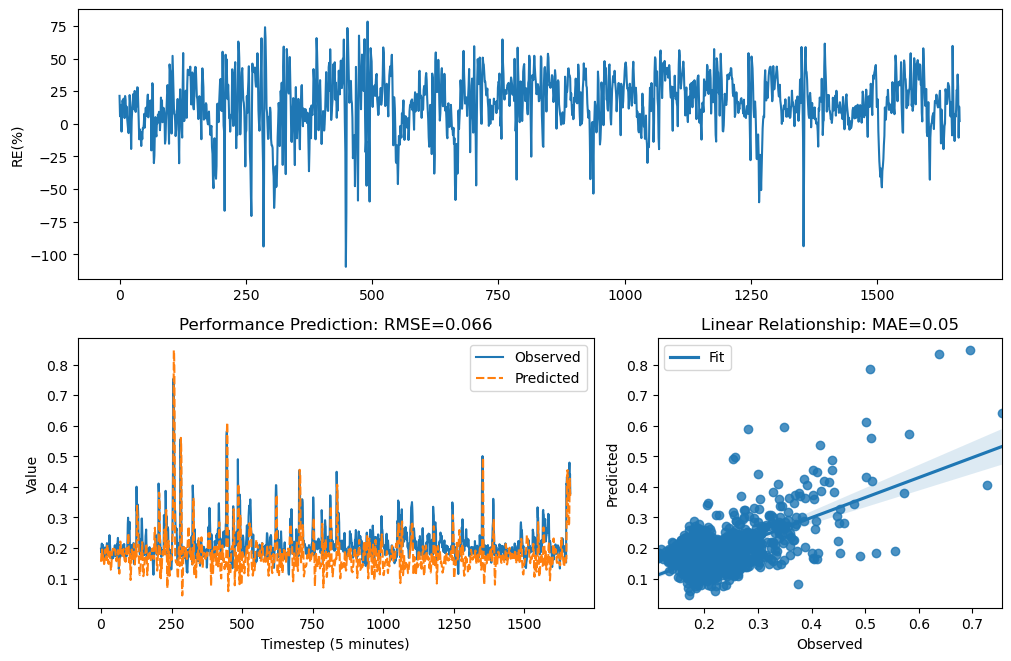 RE(%)
75
50
25
0
−25
−50
−75
−100
0 250 500 750 1000 1250 1500
Performance Prediction: RMSE=0.066
Value
0.8
0.7
0.6
0.5
0.4
0.3
0.2
0.1
Observed
Predicted
0 250 500 750 1000 1250 1500
Timestep (5 minutes)
Linear Relationship: MAE=0.05
Predicted
0.8
0.7
0.6
0.5
0.4
0.3
0.2
0.1
Fit
0.2 0.3 0.4 0.5 0.6 0.7
Observed